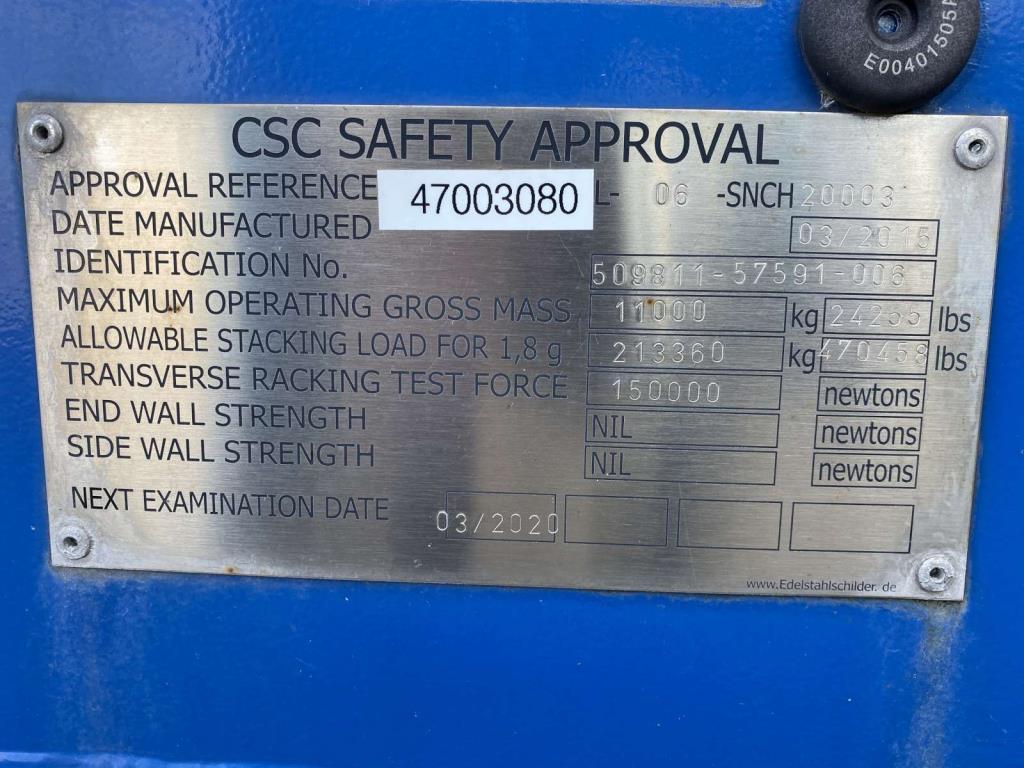 E00401505
CSC SAFETY APPROVAL
APPROVAL REFERENCE 47003080 L- 06 -SNCH 20003
DATE MANUFACTURED 03/2015
IDENTIFICATION No. 509811-57591-006
MAXIMUM OPERATING GROSS MASS 11000 kg 24255 lbs
ALLOWABLE STACKING LOAD FOR 1,8 g 213360 kg 470458 lbs
TRANSVERSE RACKING TEST FORCE 150000 newtons
END WALL STRENGTH NIL newtons
SIDE WALL STRENGTH NIL newtons
NEXT EXAMINATION DATE 03/2020
www.Edelstahlschilder.de